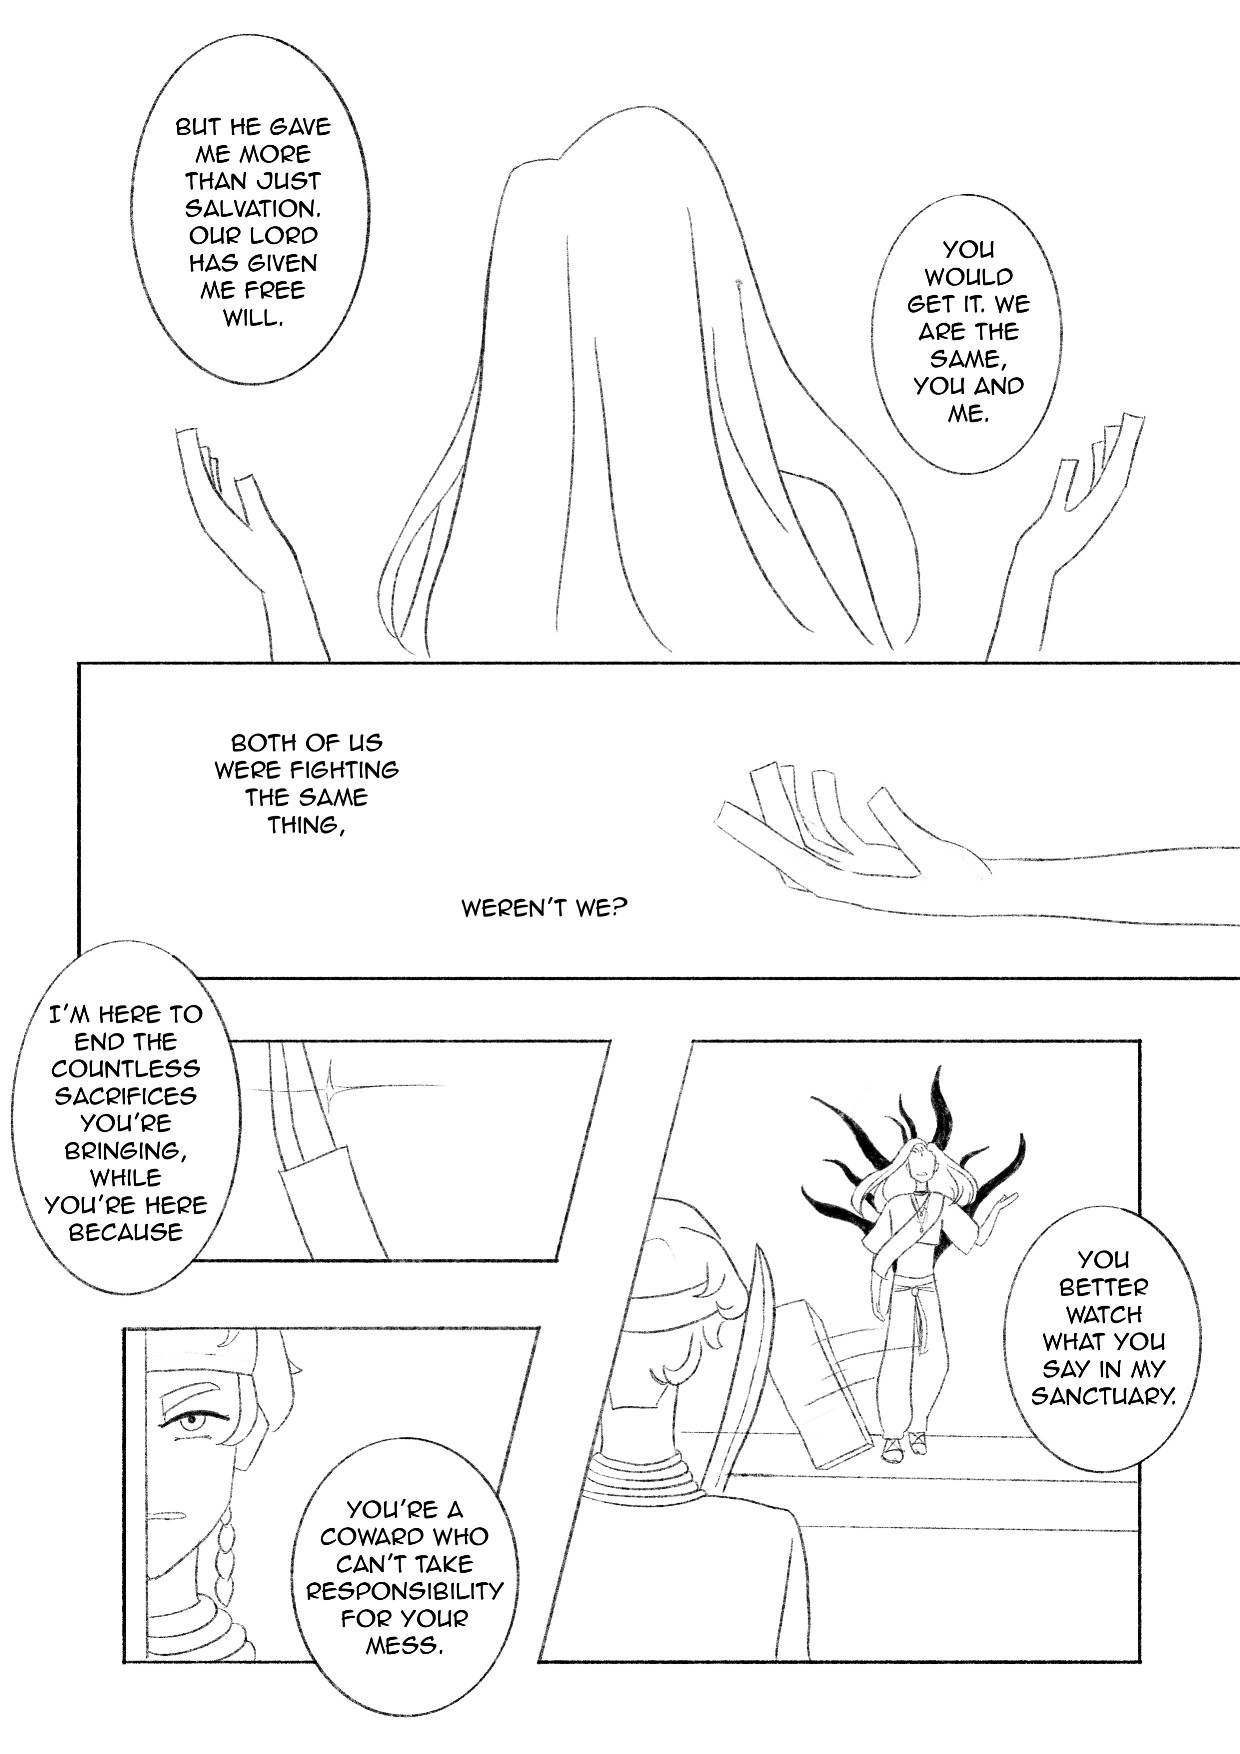 BUT HE GAVE
ME MORE
THAN JUST
SALVATION.
OUR LORD
HAS GIVEN
ME FREE
WILL.
YOU
WOULD
GET IT. WE
ARE THE
SAME,
YOU AND
ME.
BOTH OF US
WERE FIGHTING
THE SAME
THING,
WEREN'T WE?
I'M HERE TO
END THE
COUNTLESS
SACRIFICES
YOU'RE
BRINGING,
WHILE
YOU'RE HERE
BECAUSE
YOU'RE A
COWARD WHO
CAN'T TAKE
RESPONSIBILITY
FOR YOUR
MESS.
YOU
BETTER
WATCH
WHAT YOU
SAY IN MY
SANCTUARY.